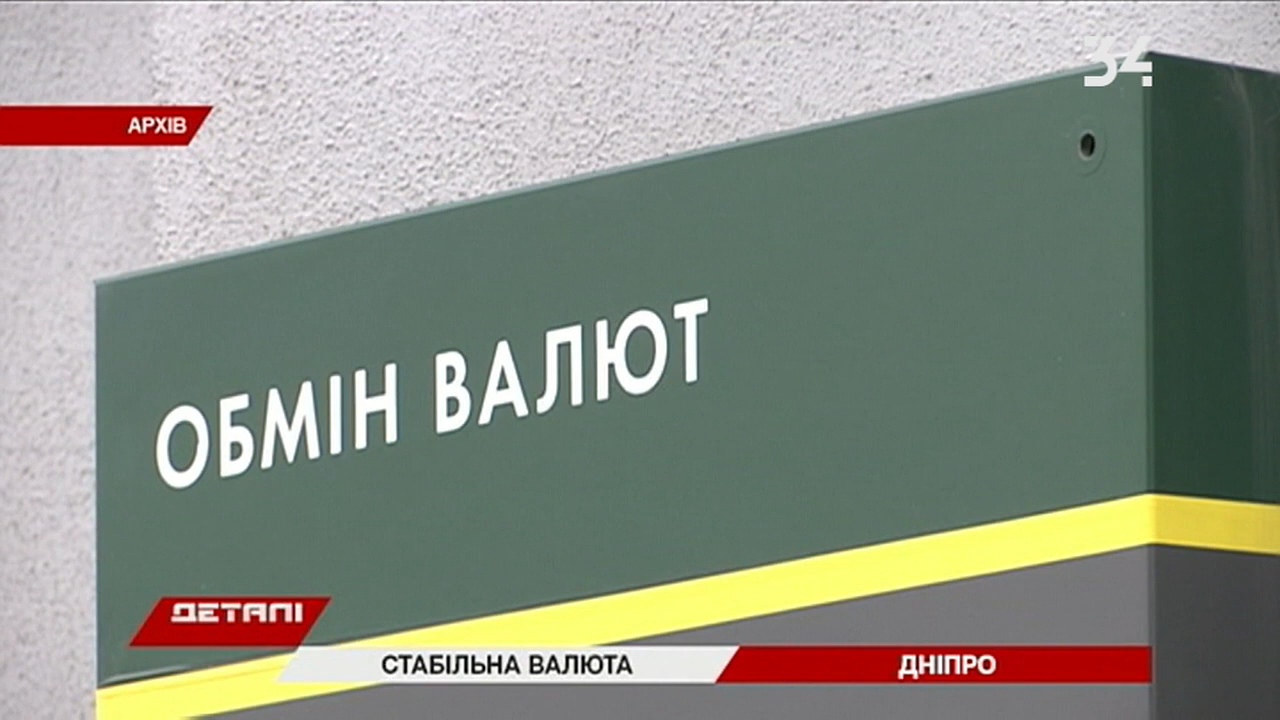 34
АРХІВ
ОБМІН ВАЛЮТ
ДЕТАЛІ
СТАБІЛЬНА ВАЛЮТА
ДНІПРО